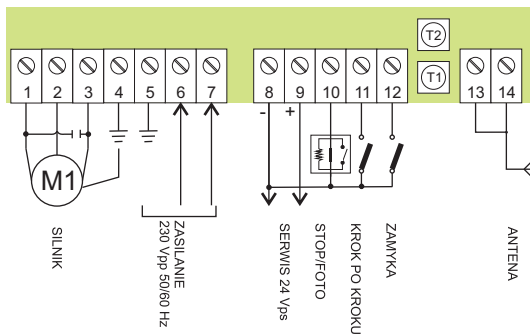 T2
T1
1 2 3 4 5 6 7 8 9 10 11 12 13 14
- +
M1
SILNIK
ZASILANIE
230 Vpp 50/60 Hz
SERWIS 24 Vps
STOP/FOTO
KROK PO KROKU
ZAMYKA
ANTENA